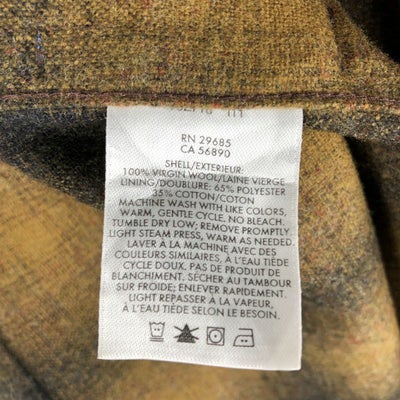 RN 29685
CA 56890
SHELL/EXTERIEUR:
100% VIRGIN WOOL/LAINE VIERGE
LINING/DOUBLURE: 65% POLYESTER
35% COTTON/COTON
MACHINE WASH WITH LIKE COLORS,
WARM, GENTLE CYCLE. NO BLEACH.
TUMBLE DRY LOW; REMOVE PROMPTLY.
LIGHT STEAM PRESS, WARM AS NEEDED.
LAVER À LA MACHINE AVEC DES
COULEURS SIMILAIRES, À L'EAU TIÈDE
CYCLE DOUX. PAS DE PRODUIT DE
BLANCHIMENT. SÉCHER AU TAMBOUR
SUR FROIDE; ENLEVER RAPIDEMENT.
LIGHT REPASSER A LA VAPEUR,
À L'EAU TIÈDE SELON LE BESOIN.